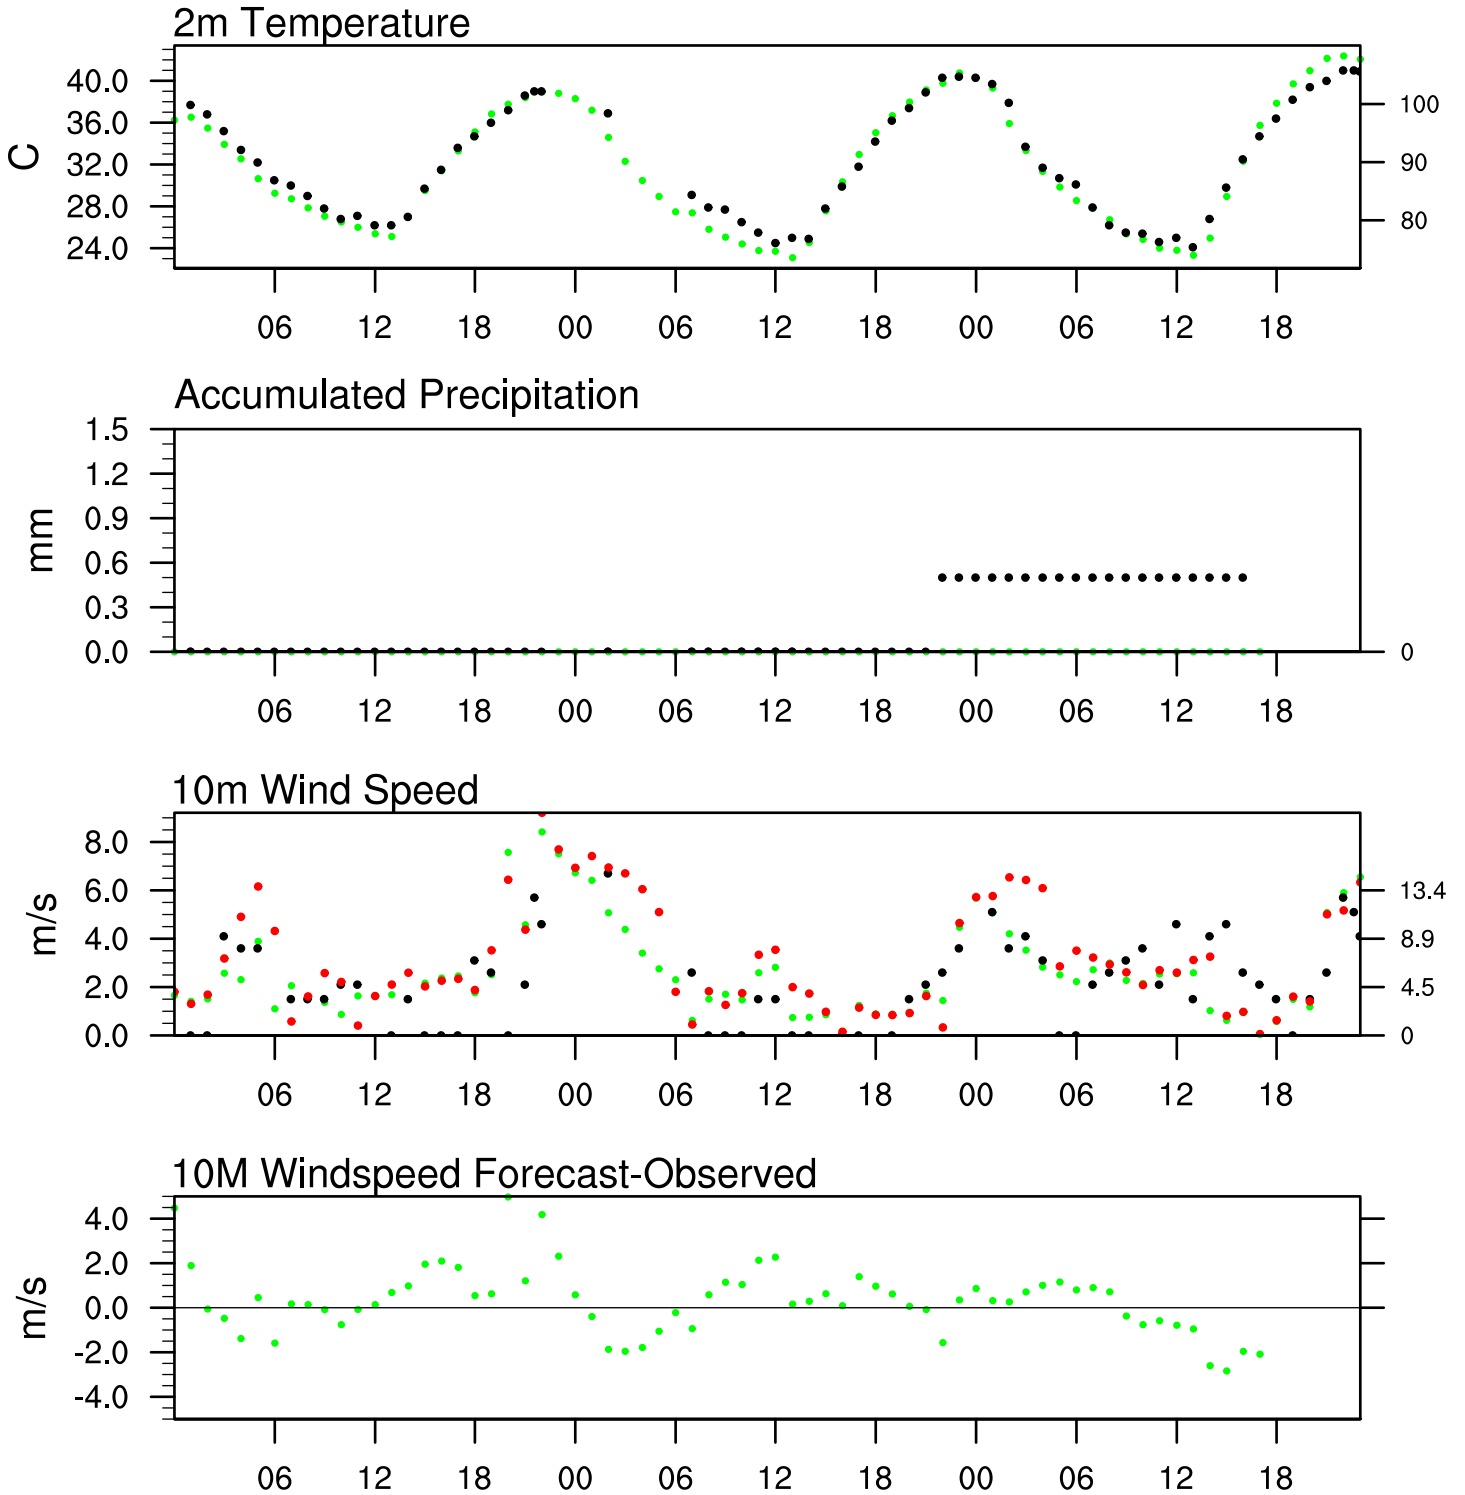 2m Temperature
40.0
36.0
32.0
28.0
24.0
C
100
90
80
06 12 18 00 06 12 18 00 06 12 18
Accumulated Precipitation
1.5
1.2
0.9
0.6
0.3
0.0
mm
0
06 12 18 00 06 12 18 00 06 12 18
10m Wind Speed
8.0
6.0
4.0
2.0
0.0
m/s
13.4
8.9
4.5
0
06 12 18 00 06 12 18 00 06 12 18
10M Windspeed Forecast-Observed
4.0
2.0
0.0
-2.0
-4.0
m/s
06 12 18 00 06 12 18 00 06 12 18